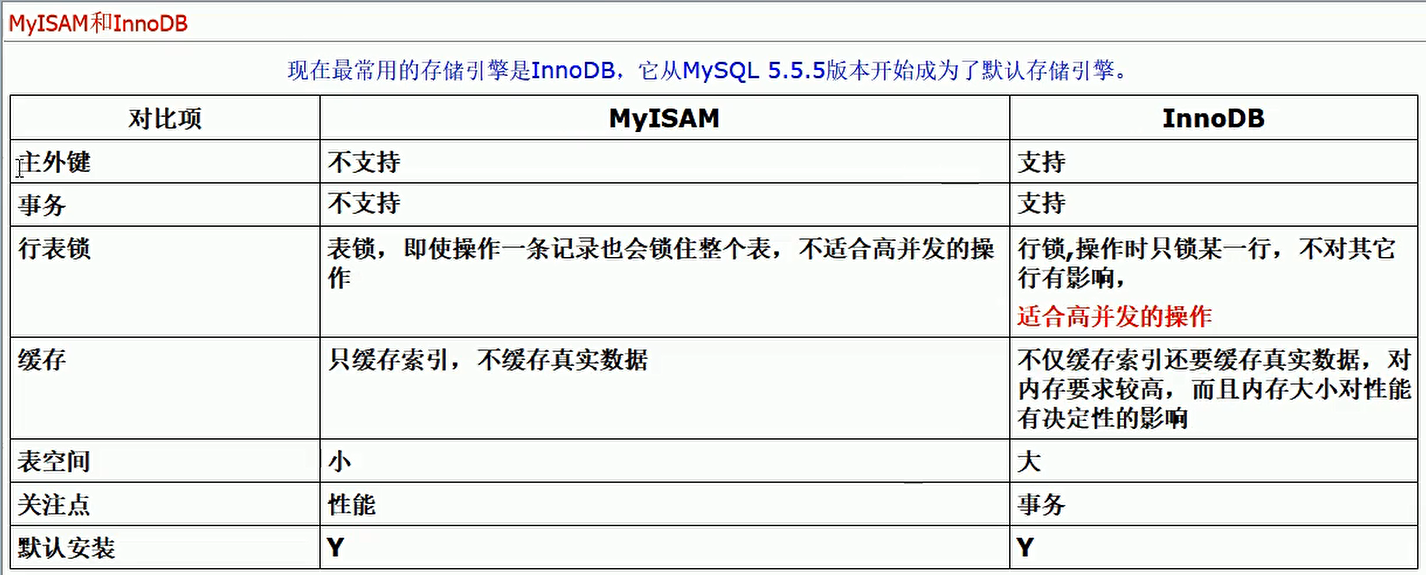 MyISAM和InnoDB
现在最常用的存储引擎是InnoDB，它从MySQL 5.5.5版本开始成为了默认存储引擎。
对比项 MyISAM InnoDB
主外键 不支持 支持
事务 不支持 支持
行表锁 表锁，即使操作一条记录也会锁住整个表，不适合高并发的操
作
行锁,操作时只锁某一行，不对其它
行有影响，
适合高并发的操作
缓存 只缓存索引，不缓存真实数据
不仅缓存索引还要缓存真实数据，对
内存要求较高，而且内存大小对性能
有决定性的影响
表空间 小 大
关注点 性能 事务
默认安装 Y Y